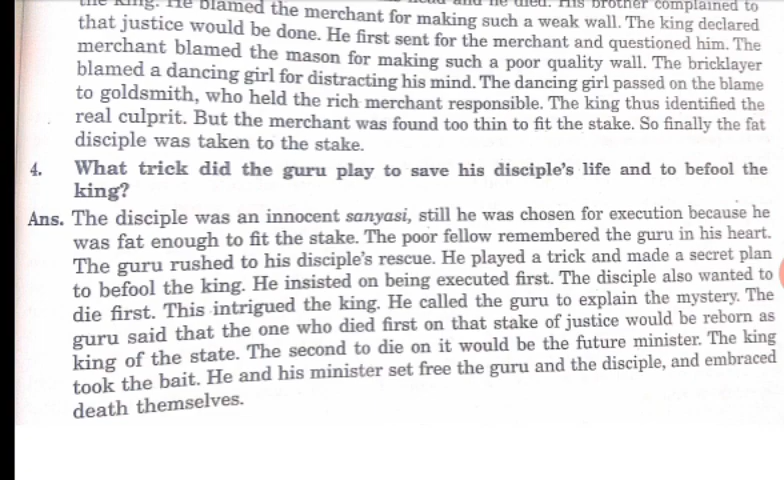 the king. He blamed the merchant for making such a weak wall. The king declared
that justice would be done. He first sent for the merchant and questioned him. The
merchant blamed the mason for making such a poor quality wall. The bricklayer
blamed a dancing girl for distracting his mind. The dancing girl passed on the blame
to goldsmith, who held the rich merchant responsible. The king thus identified the
real culprit. But the merchant was found too thin to fit the stake. So finally the fat
disciple was taken to the stake.
4. What trick did the guru play to save his disciple's life and to befool the
king?
Ans. The disciple was an innocent sanyasi, still he was chosen for execution because he
was fat enough to fit the stake. The poor fellow remembered the guru in his heart.
The guru rushed to his disciple's rescue. He played a trick and made a secret plan
to befool the king. He insisted on being executed first. The disciple also wanted to
die first. This intrigued the king. He called the guru to explain the mystery. The
guru said that the one who died first on that stake of justice would be reborn as
king of the state. The second to die on it would be the future minister. The king
took the bait. He and his minister set free the guru and the disciple, and embraced
death themselves.